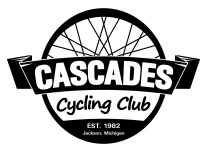 CASCADES
Cycling Club
EST. 1982
Jackson, Michigan